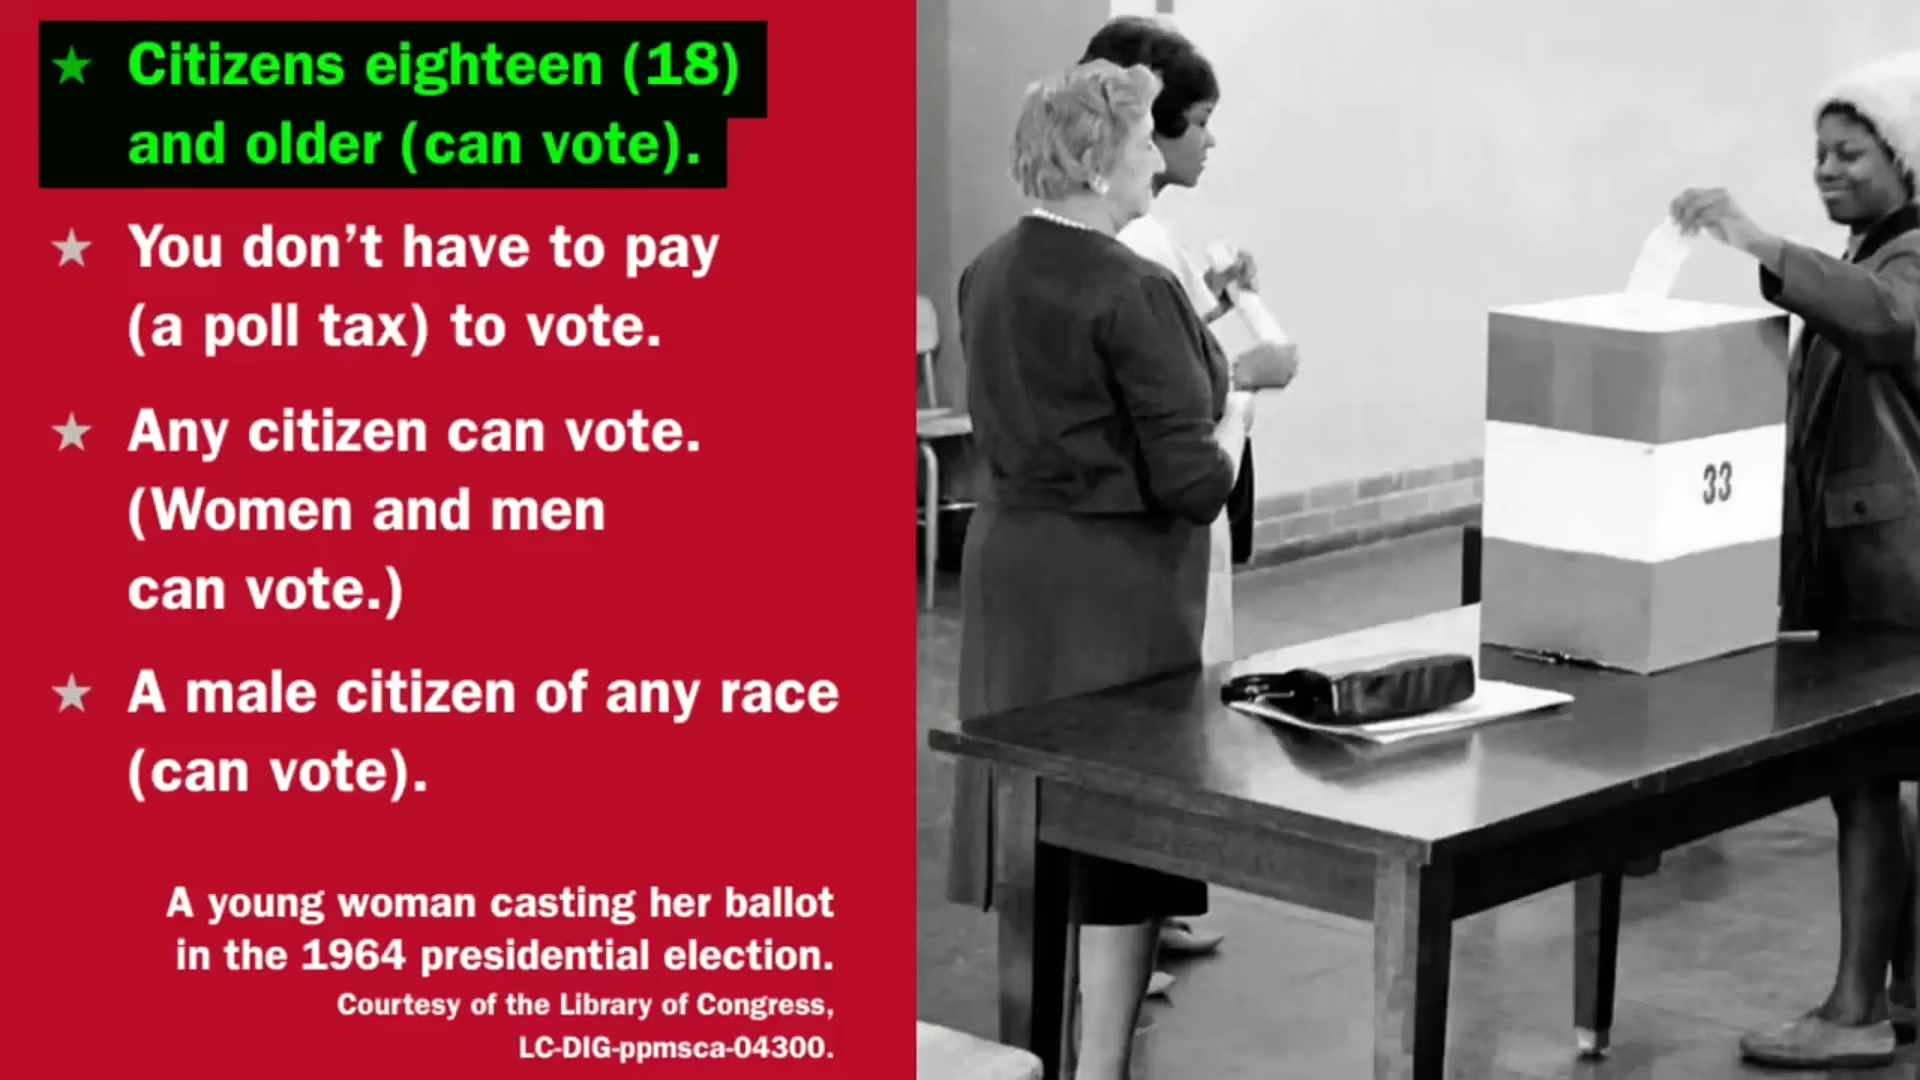 ★ Citizens eighteen (18)
and older (can vote).
★ You don’t have to pay
(a poll tax) to vote.
★ Any citizen can vote.
(Women and men
can vote.)
★ A male citizen of any race
(can vote).
A young woman casting her ballot
in the 1964 presidential election.
Courtesy of the Library of Congress,
LC-DIG-ppmsca-04300.
33